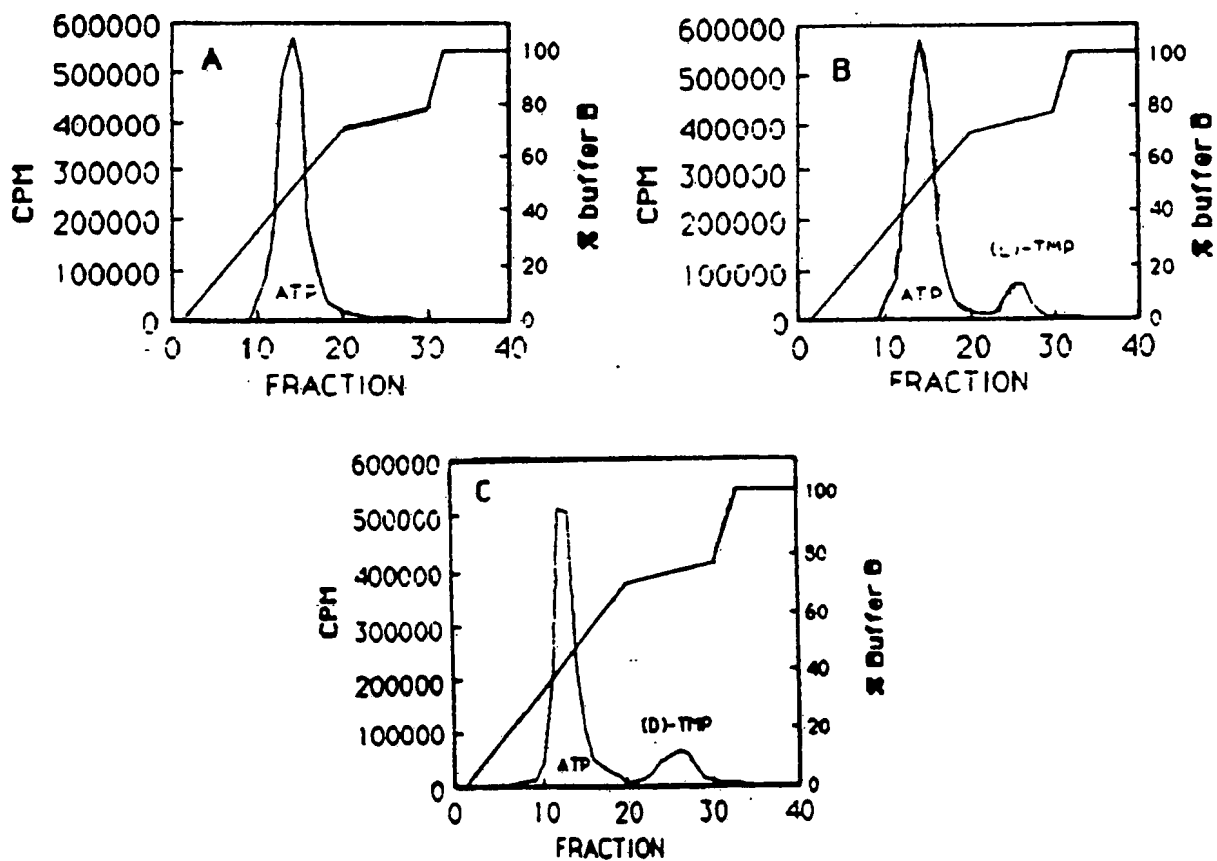 A
600000
500000
400000
300000
200000
100000
0
CPM
100
80
60
40
20
0
% buffer B
ATP
0 10 20 30 40
FRACTION
B
600000
500000
400000
300000
200000
100000
0
CPM
100
80
60
40
20
0
% buffer B
ATP
(L)-TMP
0 10 20 30 40
FRACTION
C
600000
500000
400000
300000
200000
100000
0
CPM
100
80
60
40
20
0
% Buffer B
ATP
(D)-TMP
0 10 20 30 40
FRACTION